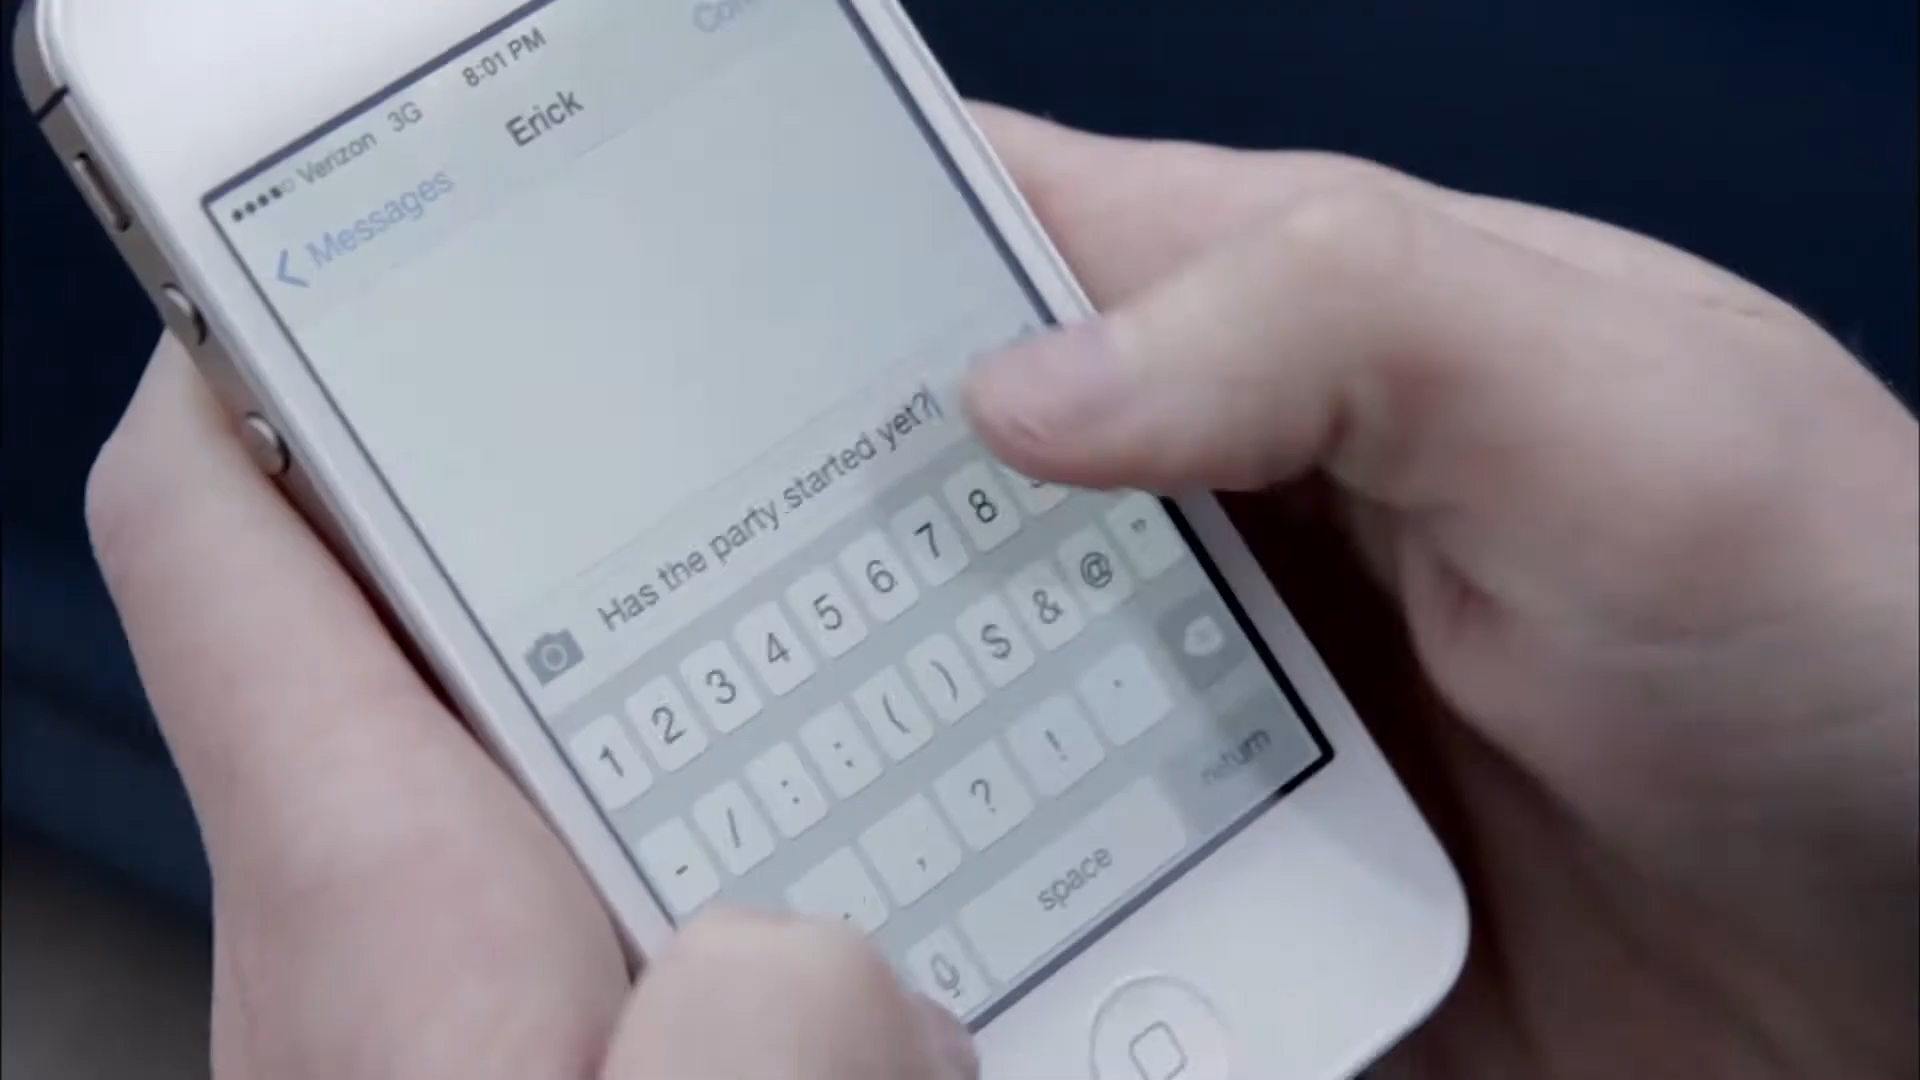 Verizon 3G 8:01 PM
Messages Erick
Has the party started yet?
1 2 3 4 5 6 7 8
- / : ; ( ) $ & @ "
. , ? ! '
space return